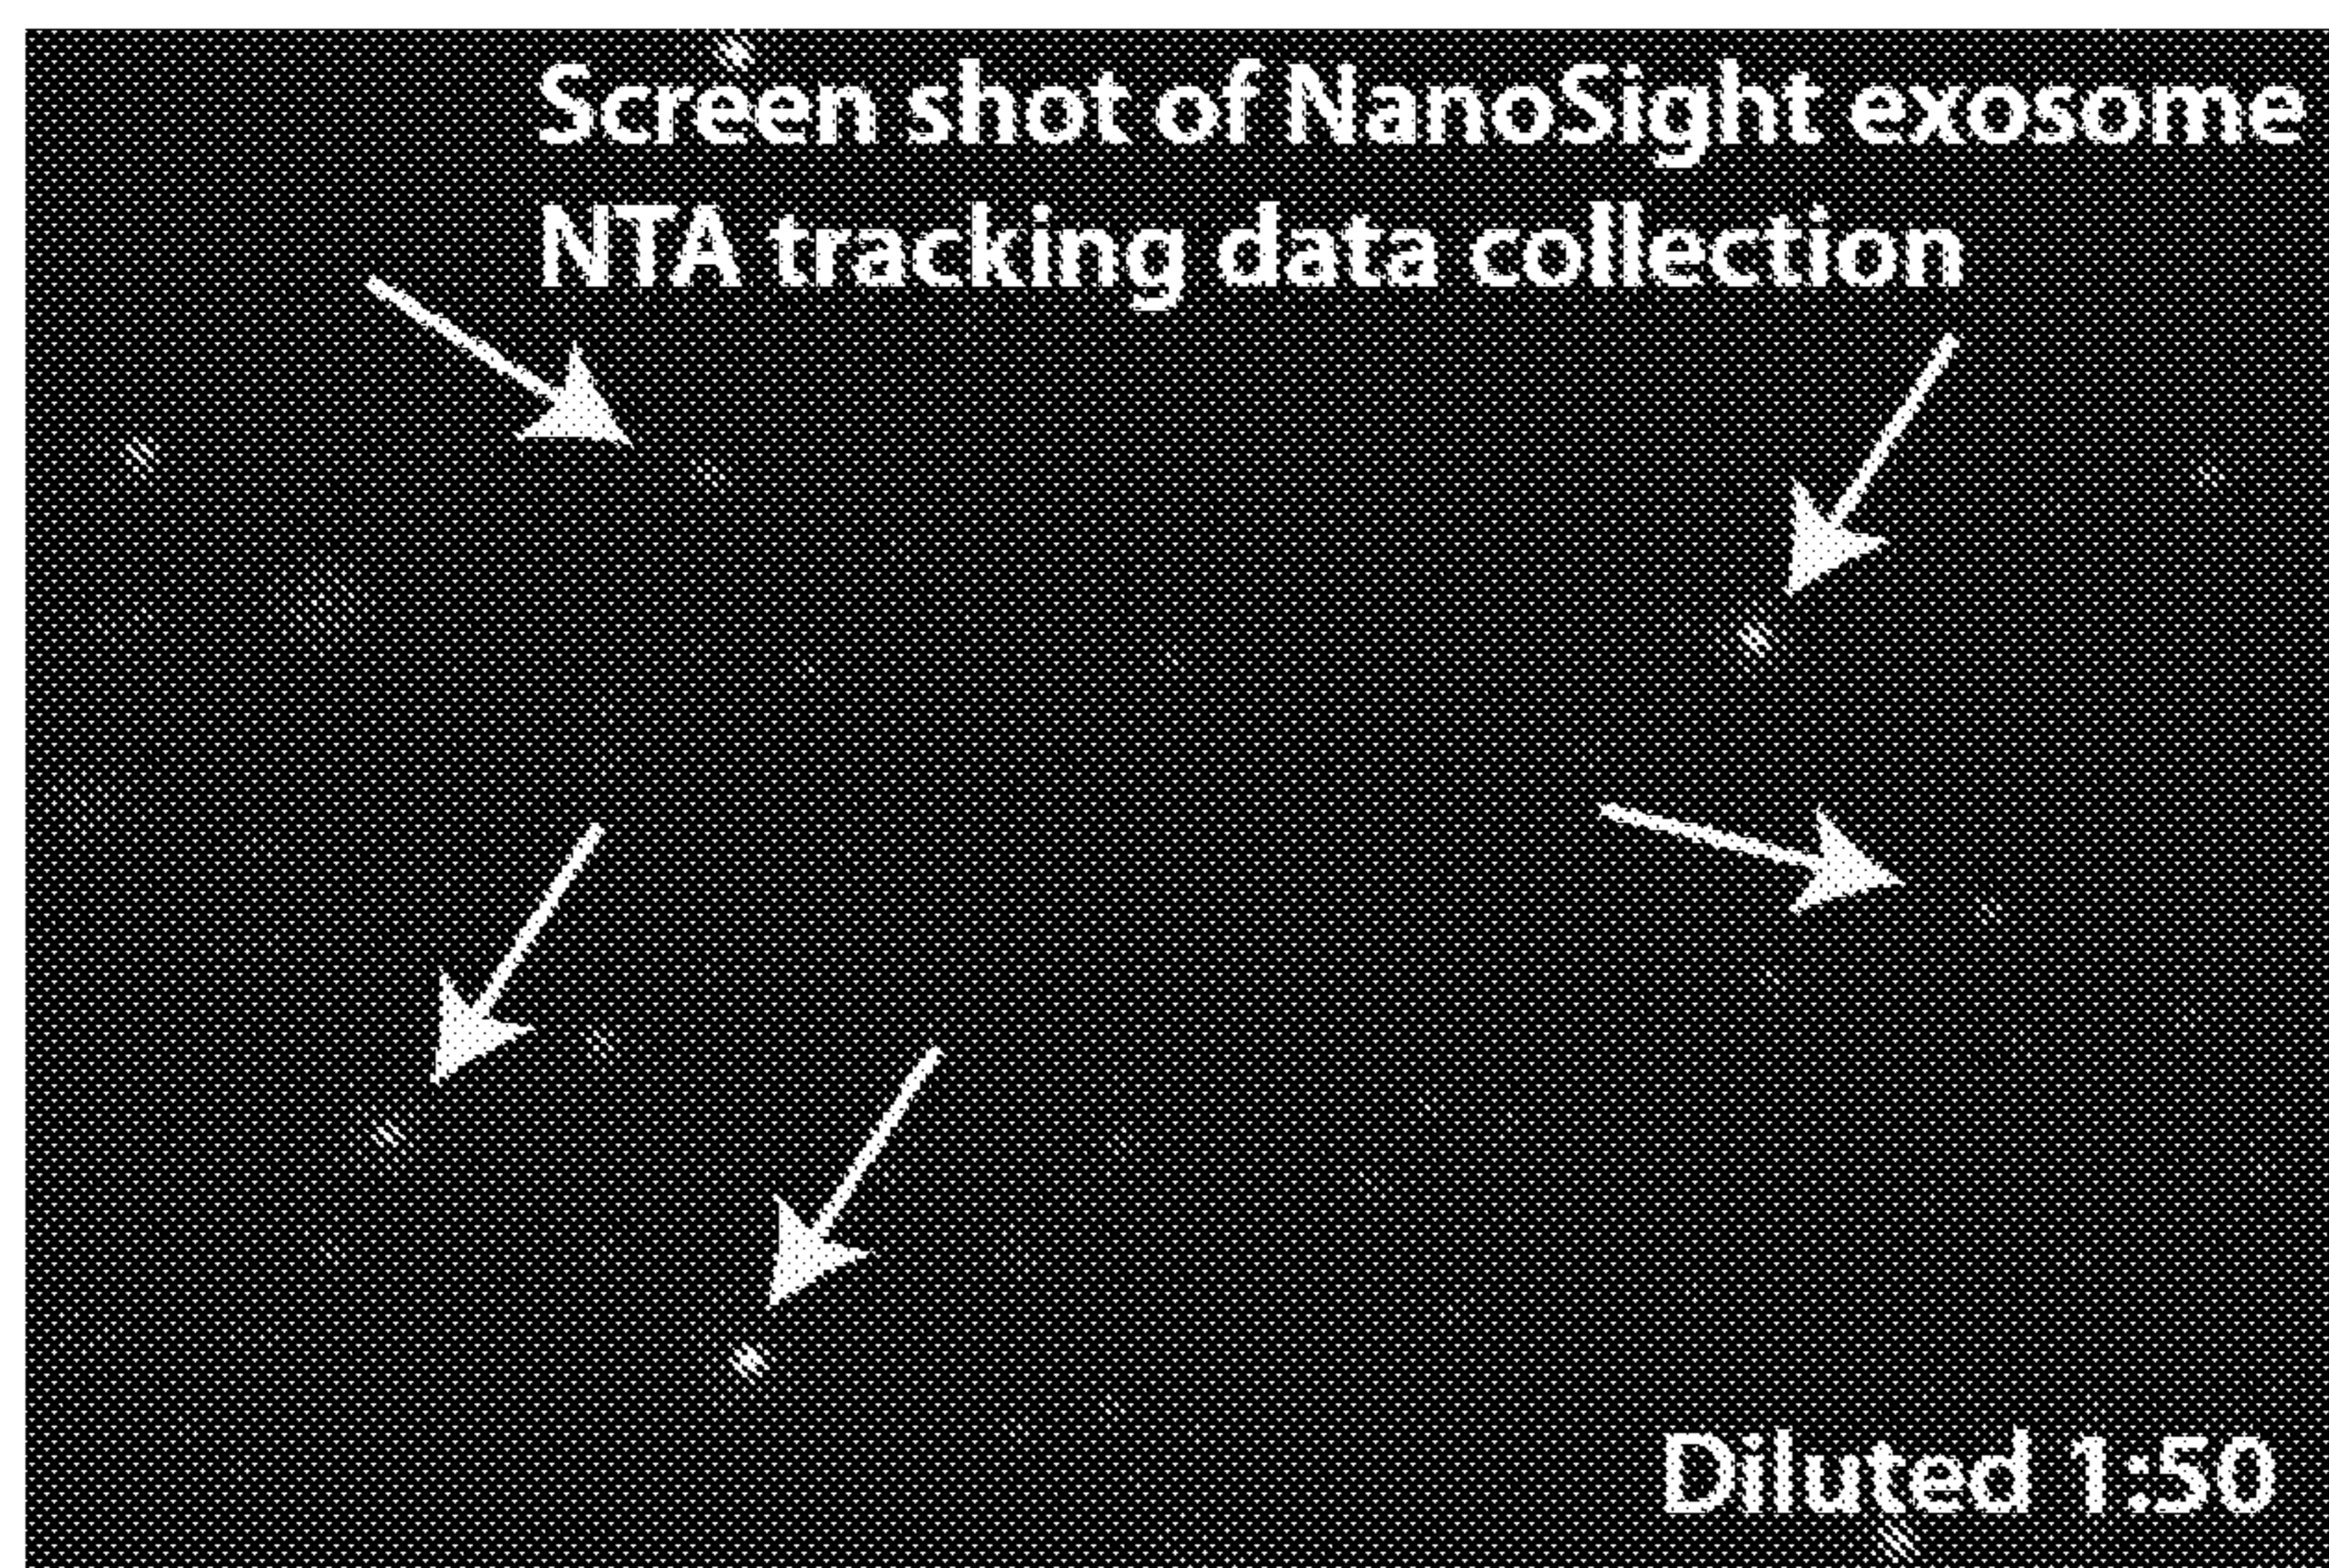 Screen shot of NanoSight exosome
NTA tracking data collection
Diluted 1:50